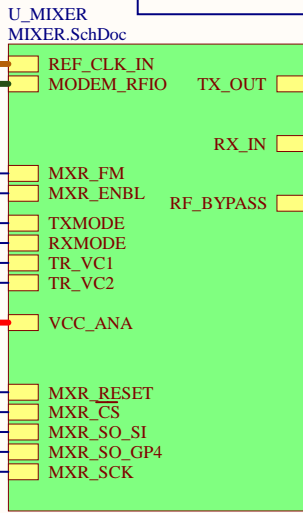 U_MIXER
MIXER.SchDoc
REF_CLK_IN
MODEM_RFIO TX_OUT
RX_IN
MXR_FM
MXR_ENBL
RF_BYPASS
TXMODE
RXMODE
TR_VC1
TR_VC2
VCC_ANA
MXR_RESET
MXR_CS
MXR_SO_SI
MXR_SO_GP4
MXR_SCK